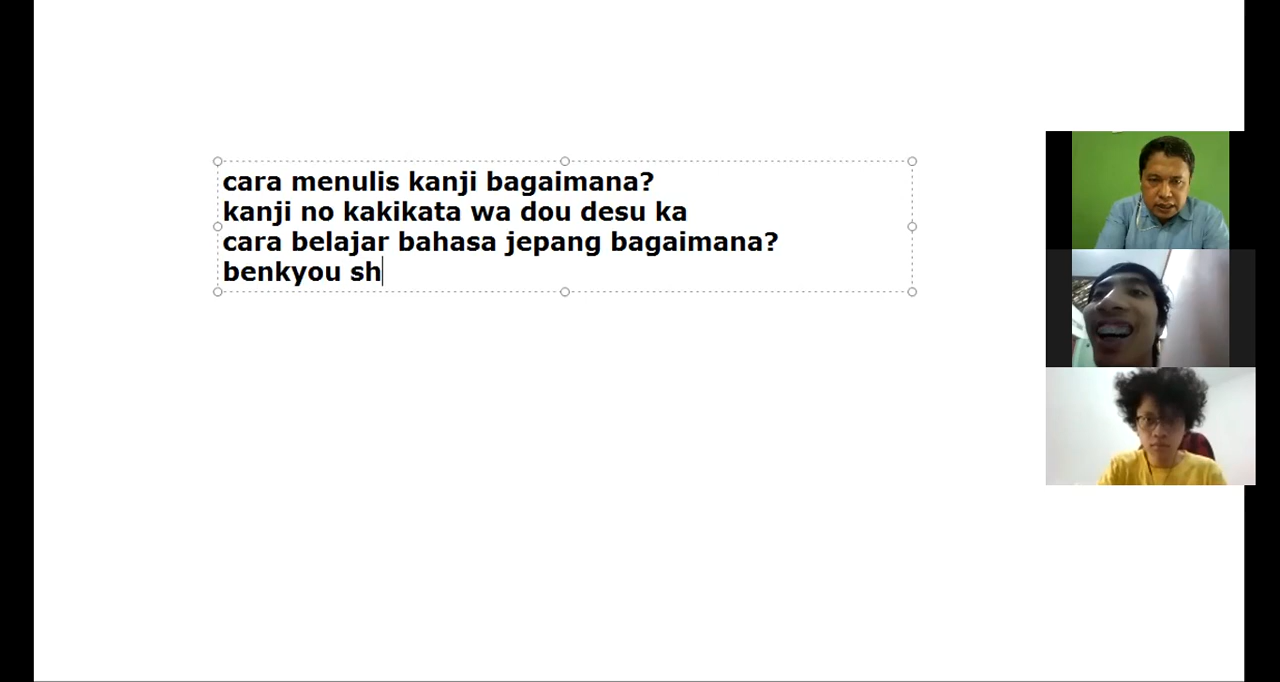 cara menulis kanji bagaimana?
kanji no kakikata wa dou desu ka
cara belajar bahasa jepang bagaimana?
benkyou sh